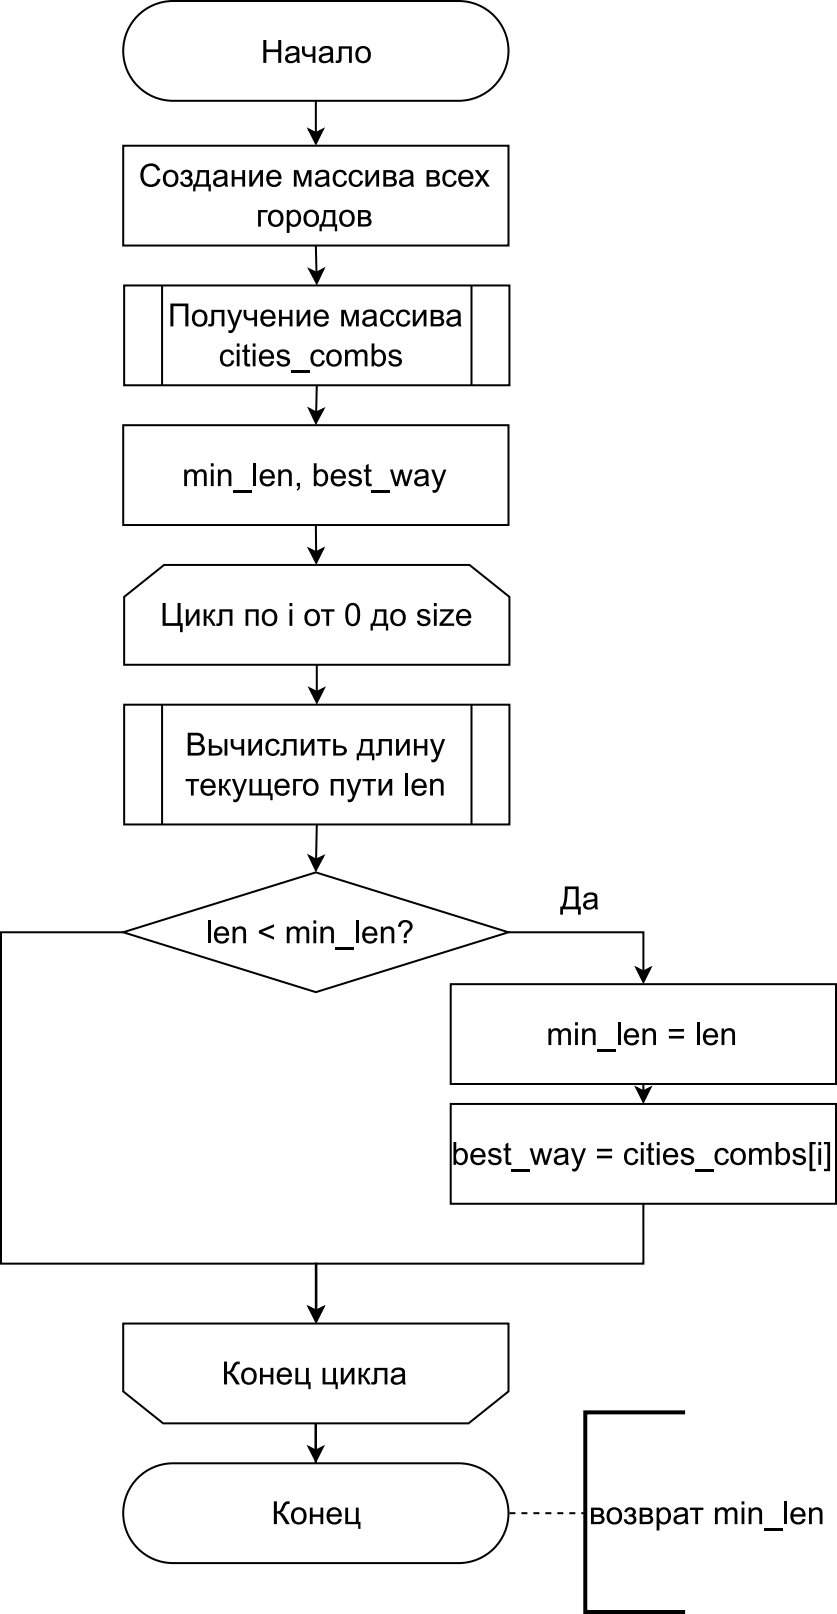 Начало
Создание массива всех
городов
Получение массива
cities_combs
min_len, best_way
Цикл по i от 0 до size
Вычислить длину
текущего пути len
len < min_len?
Да
min_len = len
best_way = cities_combs[i]
Конец цикла
Конец
возврат min_len